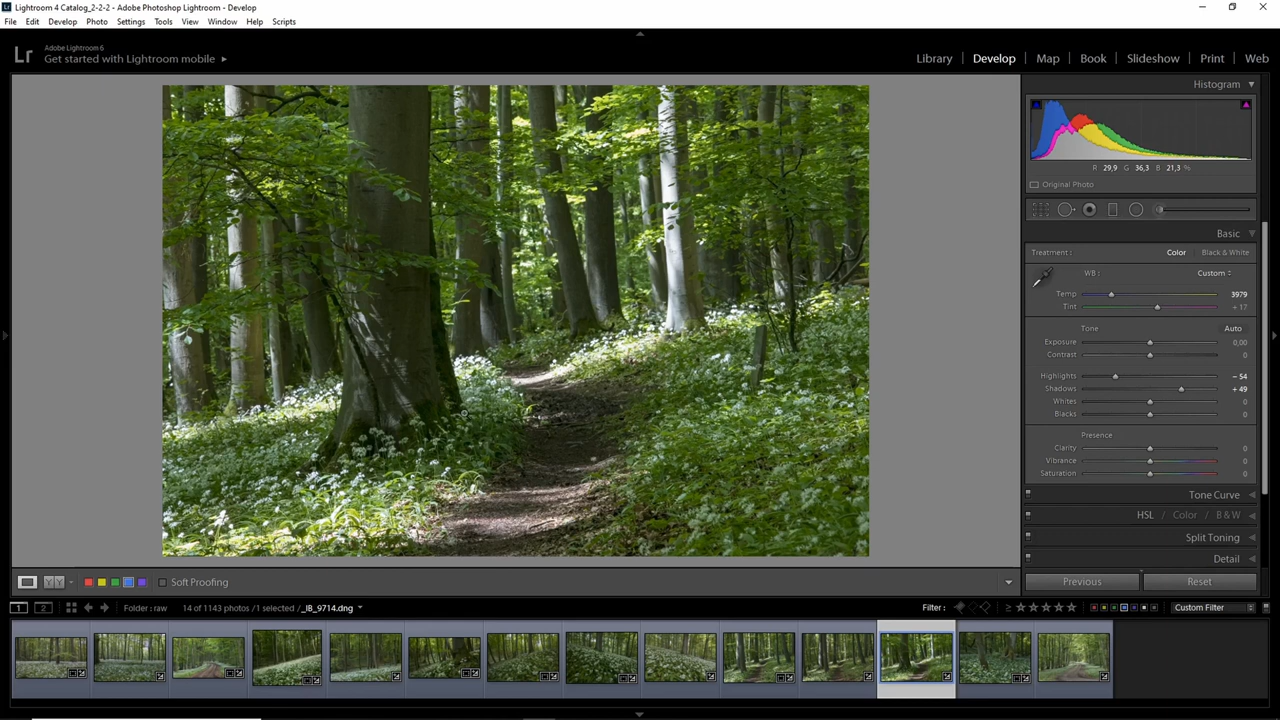 Lightroom 4 Catalog_2-2-2 - Adobe Photoshop Lightroom - Develop
File Edit Develop Photo Settings Tools View Window Help Scripts
Adobe Lightroom 6
Get started with Lightroom mobile
Library | Develop | Map | Book | Slideshow | Print | Web
Histogram
R 29,9 G 36,3 B 21,3 %
Original Photo
Basic
Treatment : Color Black & White
WB : Custom
Temp 3979
Tint + 37
Tone Auto
Exposure 0,00
Contrast 0
Highlights - 54
Shadows + 49
Whites 0
Blacks 0
Presence
Clarity 0
Vibrance 0
Saturation 0
Tone Curve
HSL / Color / B & W
Split Toning
Detail
Y Y Soft Proofing
Previous Reset
1 2 Folder : raw 14 of 1143 photos / 1 selected / _IB_9714.dng Filter : Custom Filter